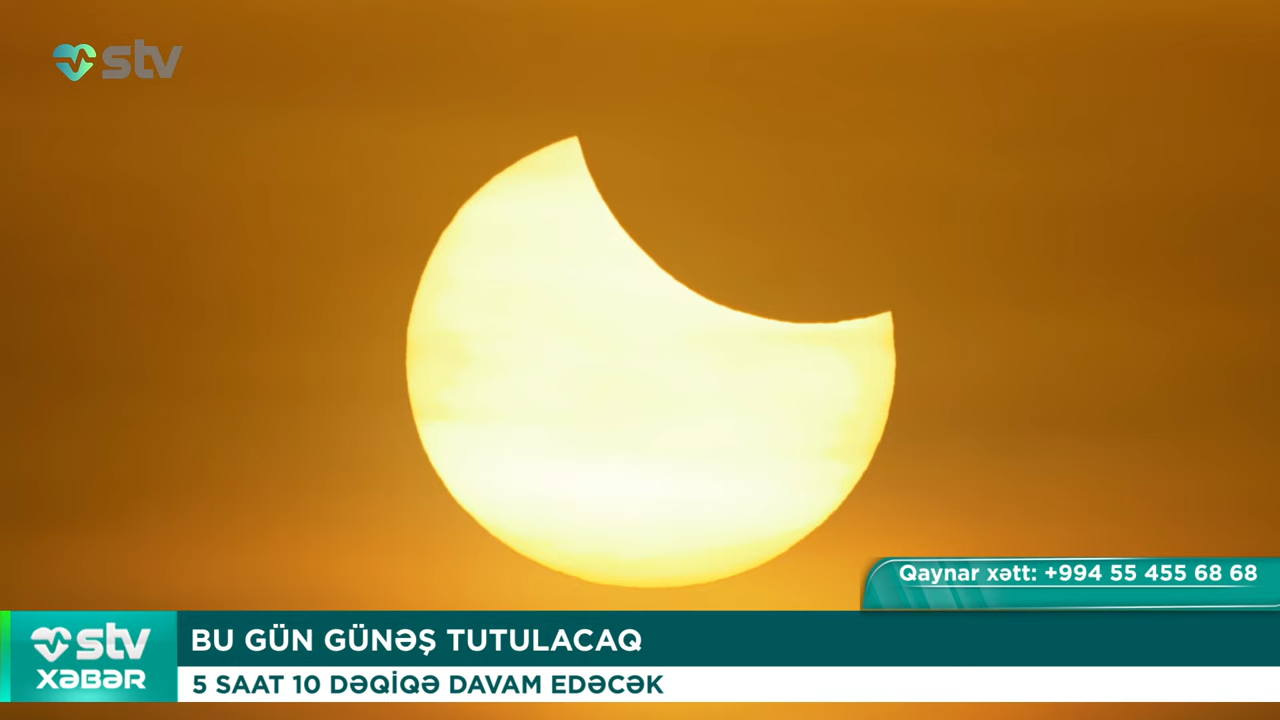 stv
Qaynar xətt: +994 55 455 68 68
stv
XƏBƏR
BU GÜN GÜNƏŞ TUTULACAQ
5 SAAT 10 DƏQİQƏ DAVAM EDƏCƏK